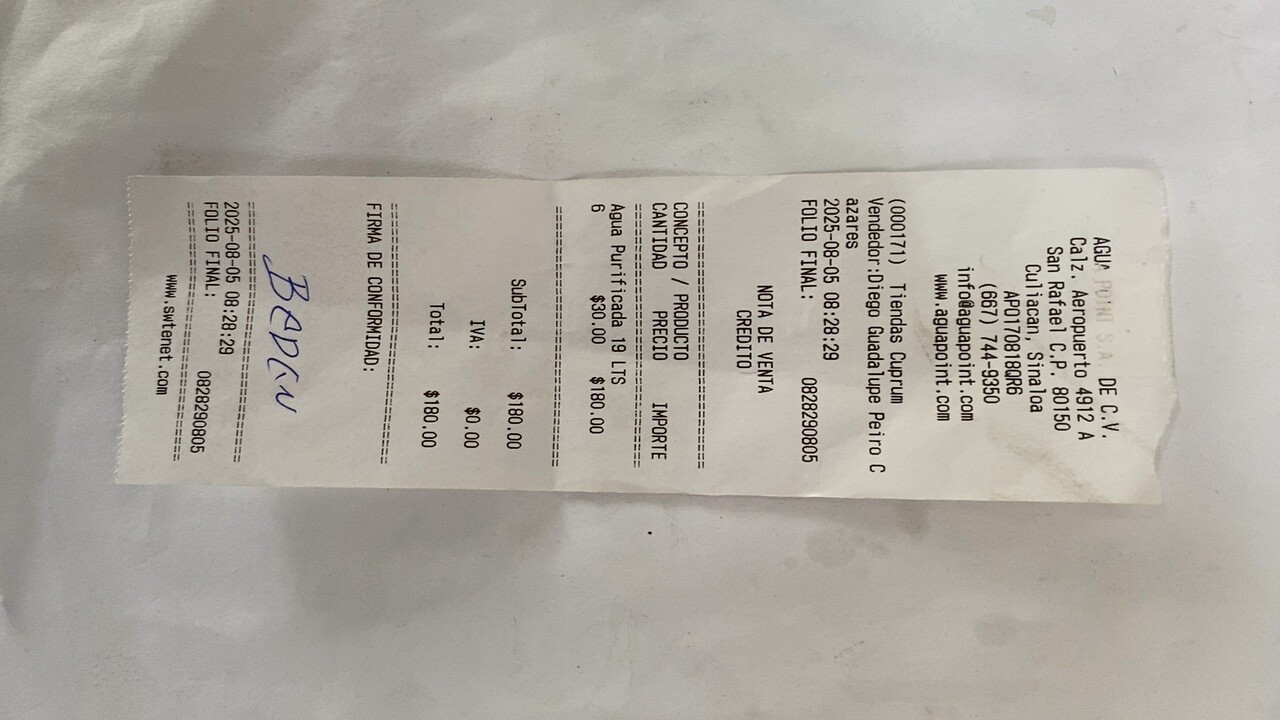 AGUA POINT S.A. DE C.V.
Calz. Aeropuerto 4912 A
San Rafael C.P. 80150
Culiacan, Sinaloa
APO170818QR6
(667) 744-9350
info@aguapoint.com
www.aguapoint.com
(000171) Tiendas Cuprum
Vendedor:Diego Guadalupe Peiro C
azares
2025-08-05 08:28:29
FOLIO FINAL: 0828290805
NOTA DE VENTA
CREDITO
================================
CONCEPTO / PRODUCTO
CANTIDAD PRECIO IMPORTE
================================
Agua Purificada 19 LTS
6 $30.00 $180.00
================================
SubTotal: $180.00
IVA: $0.00
Total: $180.00
================================
FIRMA DE CONFORMIDAD:
================================
2025-08-05 08:28:29
FOLIO FINAL: 0828290805
================================
www.swtenet.com